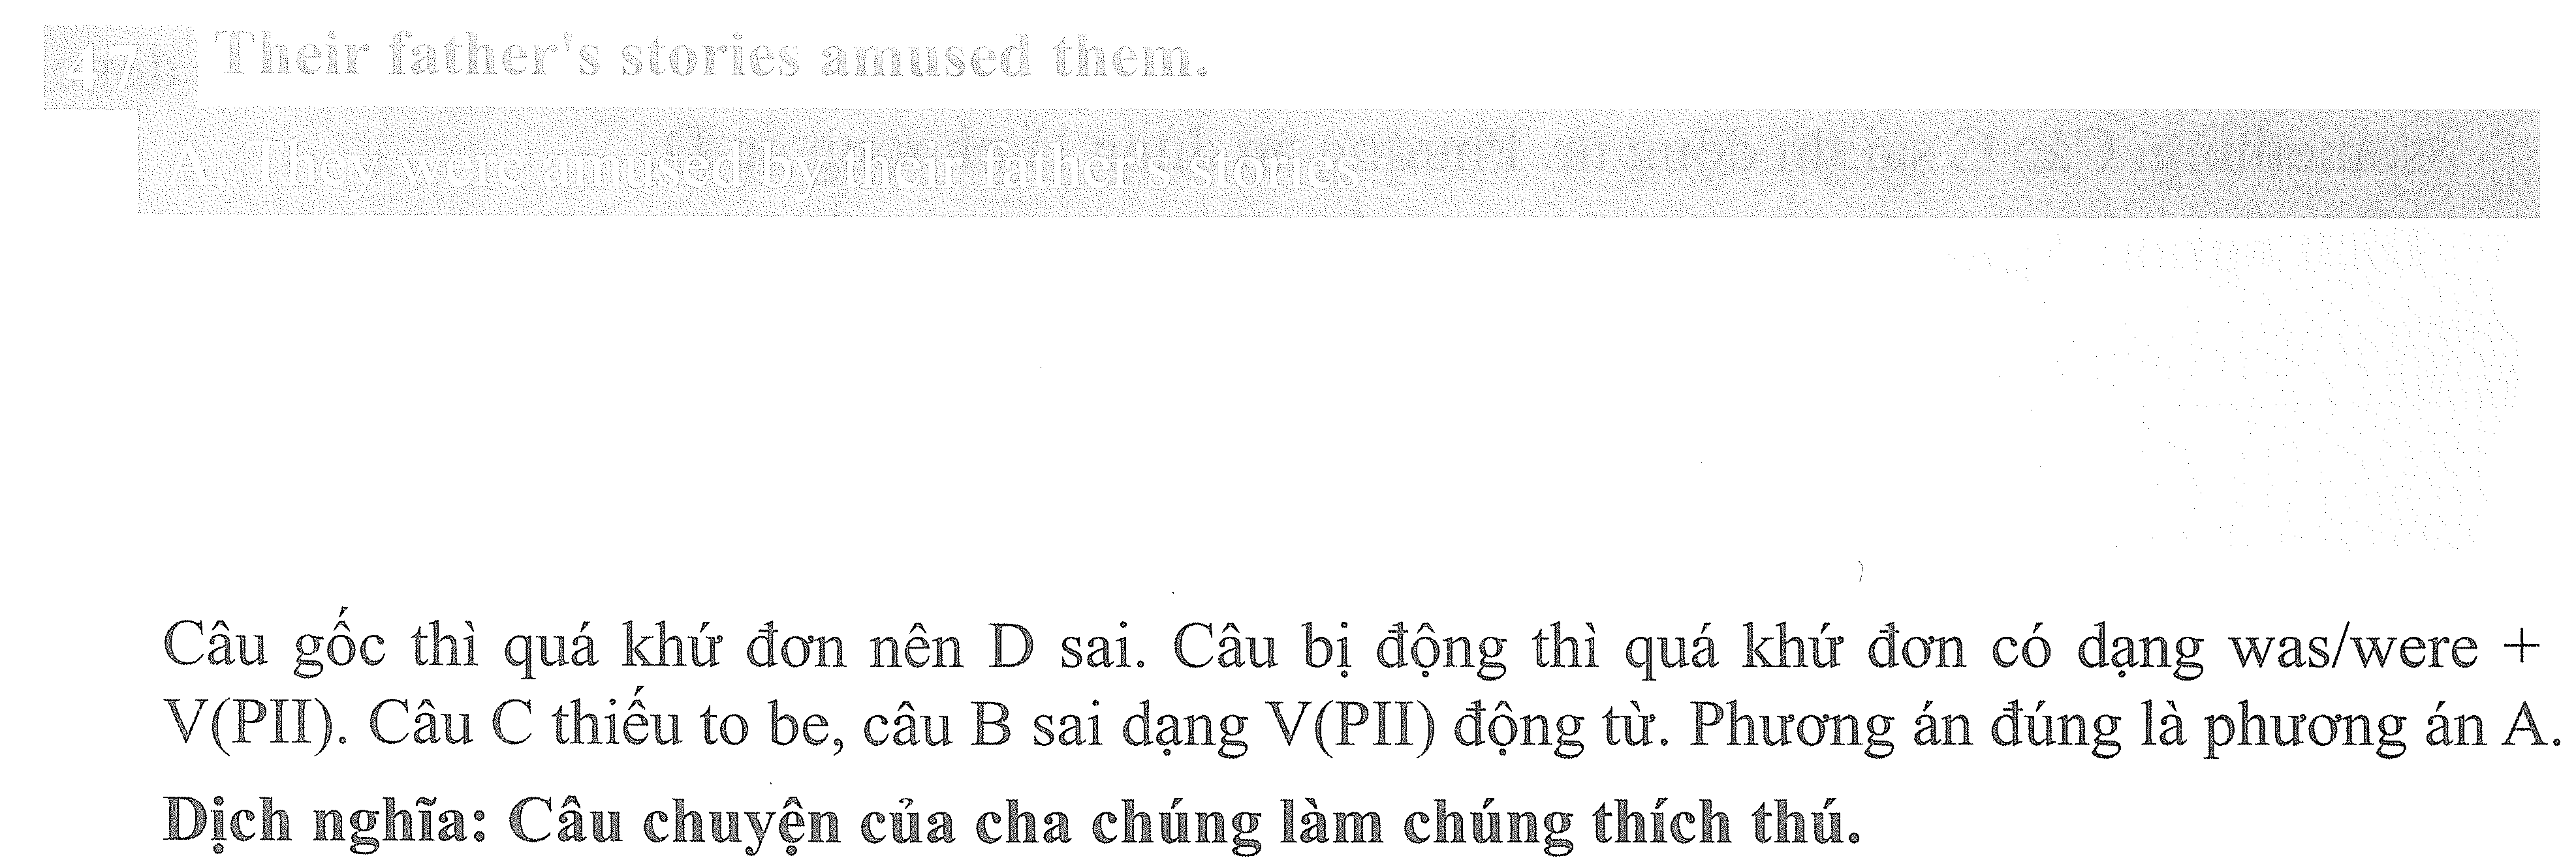 47 Their father's stories amused them.
A. They were amused by their father's stories.
Câu gốc thì quá khứ đơn nên D sai. Câu bị động thì quá khứ đơn có dạng was/were +
V(PII). Câu C thiếu to be, câu B sai dạng V(PII) động từ. Phương án đúng là phương án A.
Dịch nghĩa: Câu chuyện của cha chúng làm chúng thích thú.